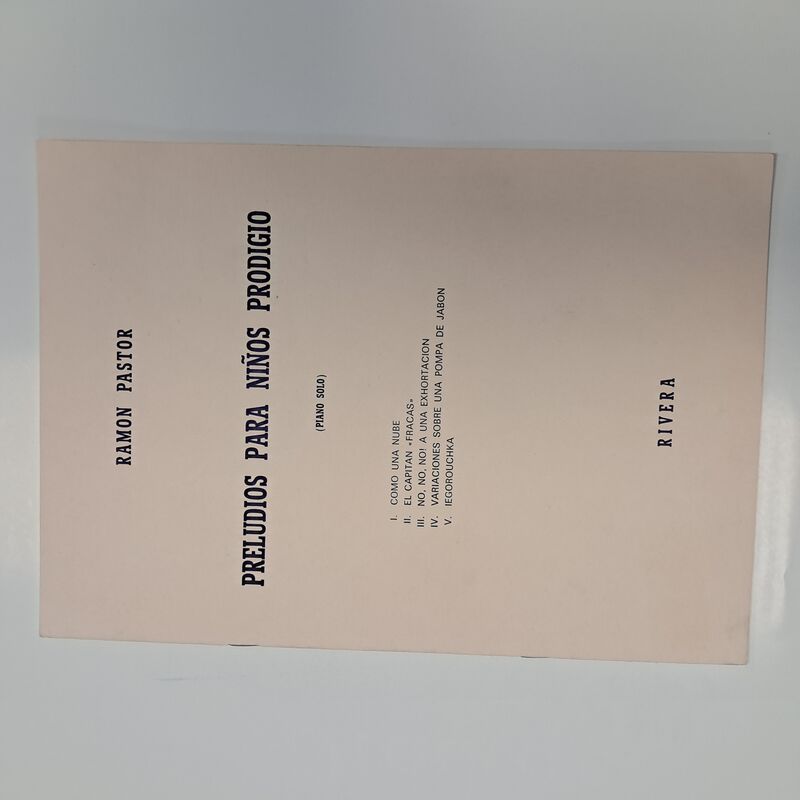 RAMON PASTOR
PRELUDIOS PARA NIÑOS PRODIGIO
(PIANO SOLO)
I. COMO UNA NUBE
II. EL CAPITAN «FRACAS»
III. NO, NO, NO! A UNA EXHORTACION
IV. VARIACIONES SOBRE UNA POMPA DE JABON
V. IEGOROUCHKA
RIVERA